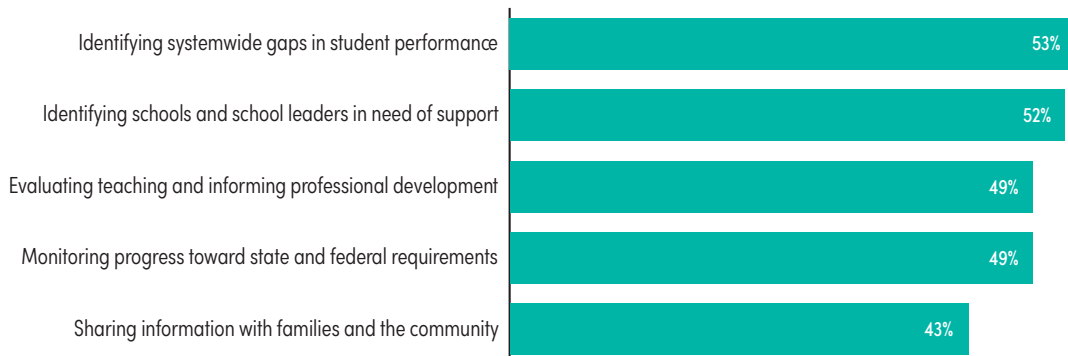 Identifying systemwide gaps in student performance 53%
Identifying schools and school leaders in need of support 52%
Evaluating teaching and informing professional development 49%
Monitoring progress toward state and federal requirements 49%
Sharing information with families and the community 43%